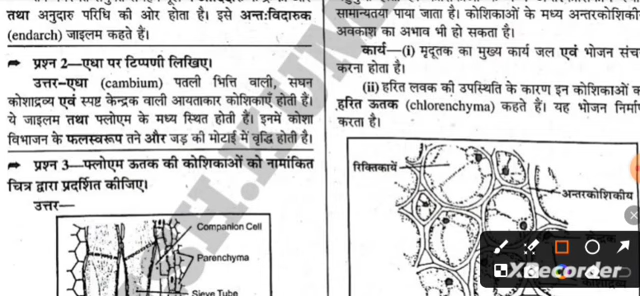 तथा अनुदारु परिधि की ओर होता है। इसे अन्तःविदारुक
(endarch) जाइलम कहते हैं।
प्रश्न 2—एधा पर टिप्पणी लिखिए।
उत्तर-एधा (cambium) पतली भित्ति वाली, सघन
कोशाद्रव्य एवं स्पष्ट केन्द्रक वाली आयताकार कोशिकाएँ होती हैं।
ये जाइलम तथा फ्लोएम के मध्य स्थित होती हैं। इनमें कोशा
विभाजन के फलस्वरूप तने और जड़ की मोटाई में वृद्धि होती है।
प्रश्न 3—फ्लोएम ऊतक की कोशिकाओं को नामांकित
चित्र द्वारा प्रदर्शित कीजिए।
उत्तर—
Companion Cell
Parenchyma
Sieve Tube
सामान्यतया पाया जाता है। कोशिकाओं के मध्य अन्तरकोशिकी
अवकाश का अभाव भी हो सकता है।
कार्य—(i) मृदूतक का मुख्य कार्य जल एवं भोजन संच
करना होता है।
(ii) हरित लवक की उपस्थिति के कारण इन कोशिकाओं क
हरित ऊतक (chlorenchyma) कहते हैं। यह भोजन निर्माण
करता है।
रिक्तिकायें
अन्तरकोशिकीय
XRecorder